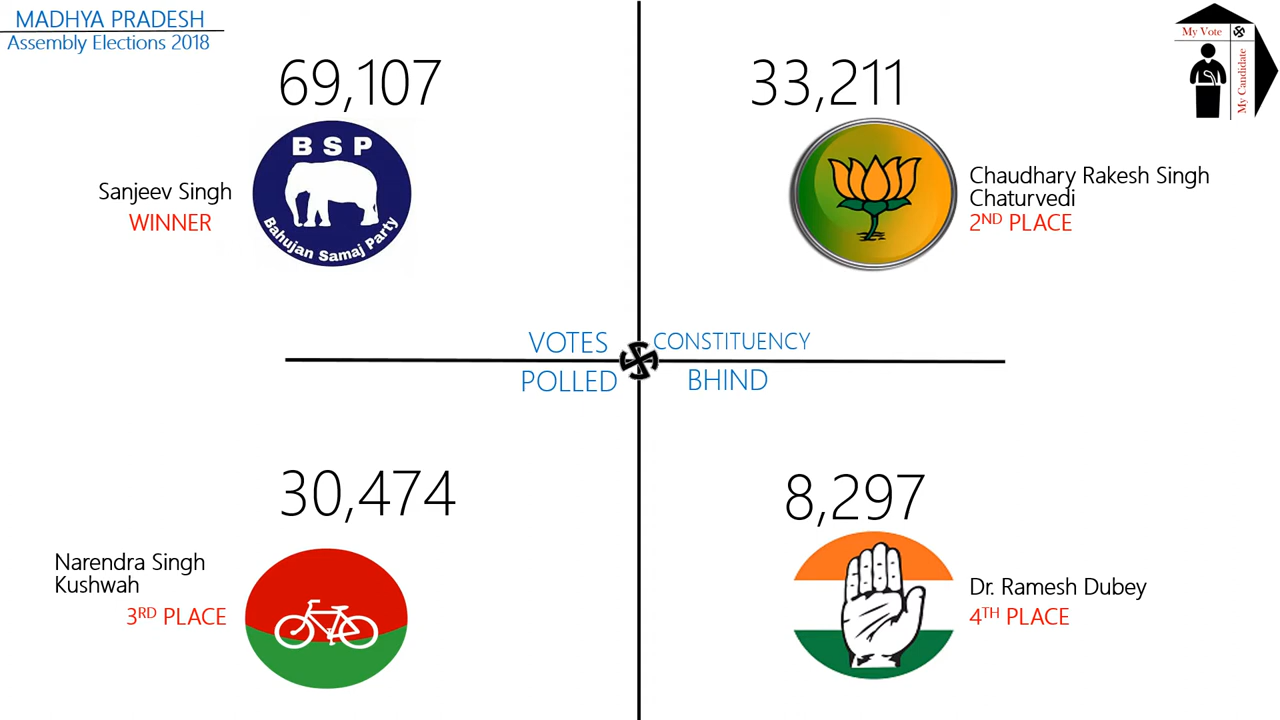 MADHYA PRADESH
Assembly Elections 2018
My Vote
My Candidate
69,107
BSP
Bahujan Samaj Party
Sanjeev Singh
WINNER
33,211
Chaudhary Rakesh Singh
Chaturvedi
2ND PLACE
VOTES
POLLED
CONSTITUENCY
BHIND
30,474
Narendra Singh
Kushwah
3RD PLACE
8,297
Dr. Ramesh Dubey
4TH PLACE